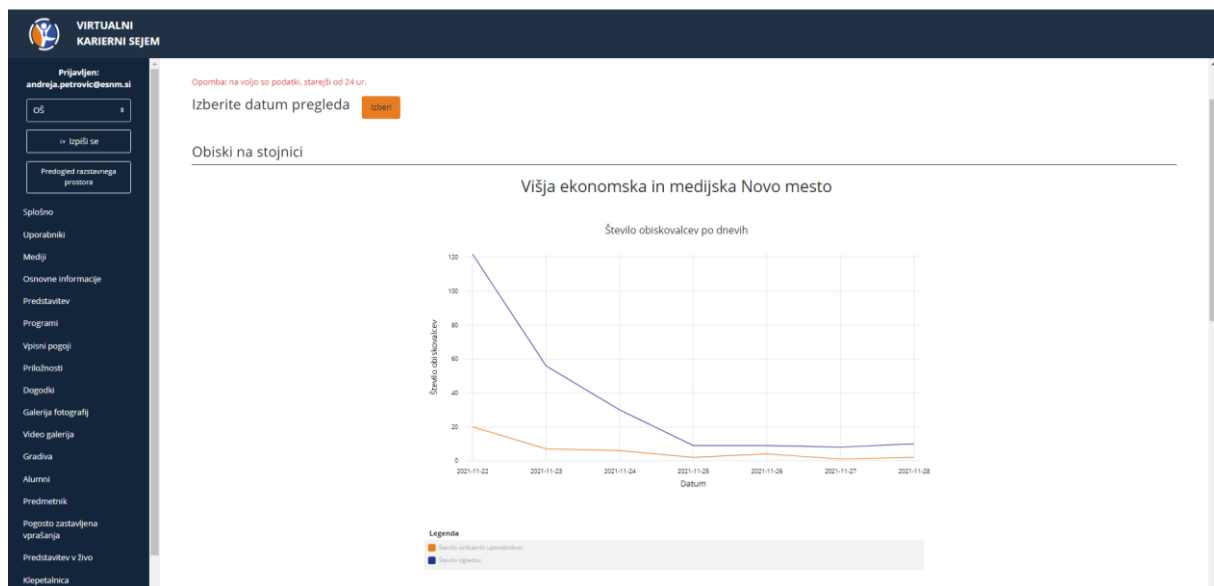 VIRTUALNI
KARIERNI SEJEM
Prijavljen:
andreja.petrovic@esnm.si
OŠ
Izpiši se
Predogled razstavnega
prostora
Splošno
Uporabniki
Mediji
Osnovne informacije
Predstavitev
Programi
Vpisni pogoji
Priložnosti
Dogodki
Galerija fotografij
Video galerija
Gradiva
Alumni
Predmetnik
Pogosto zastavljena
vprašanja
Predstavitev v živo
Klepetalnica
Opomba: na voljo so podatki, starejši od 24 ur.
Izberite datum pregleda
Izberi
Obiski na stojnici
Višja ekonomska in medijska Novo mesto
Število obiskovalcev po dnevih
Število obiskovalcev
120
100
80
60
40
20
0
2021-11-22 2021-11-23 2021-11-24 2021-11-25 2021-11-26 2021-11-27 2021-11-28
Datum
Legenda
Število unikatnih uporabnikov
Število ogledov